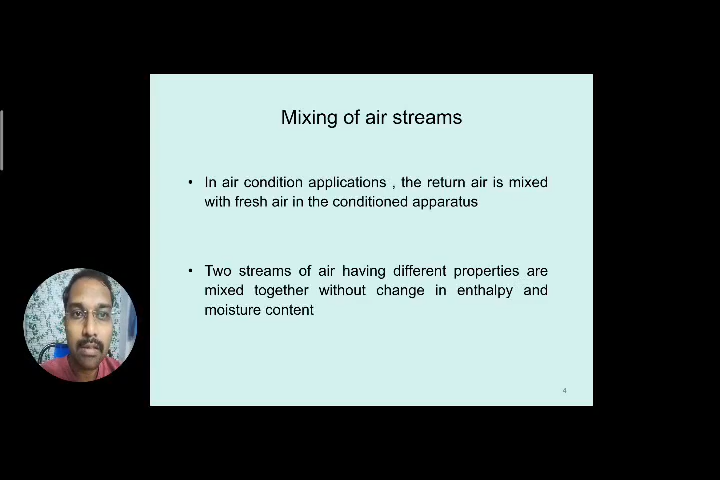 Mixing of air streams
• In air condition applications , the return air is mixed
with fresh air in the conditioned apparatus
• Two streams of air having different properties are
mixed together without change in enthalpy and
moisture content
4